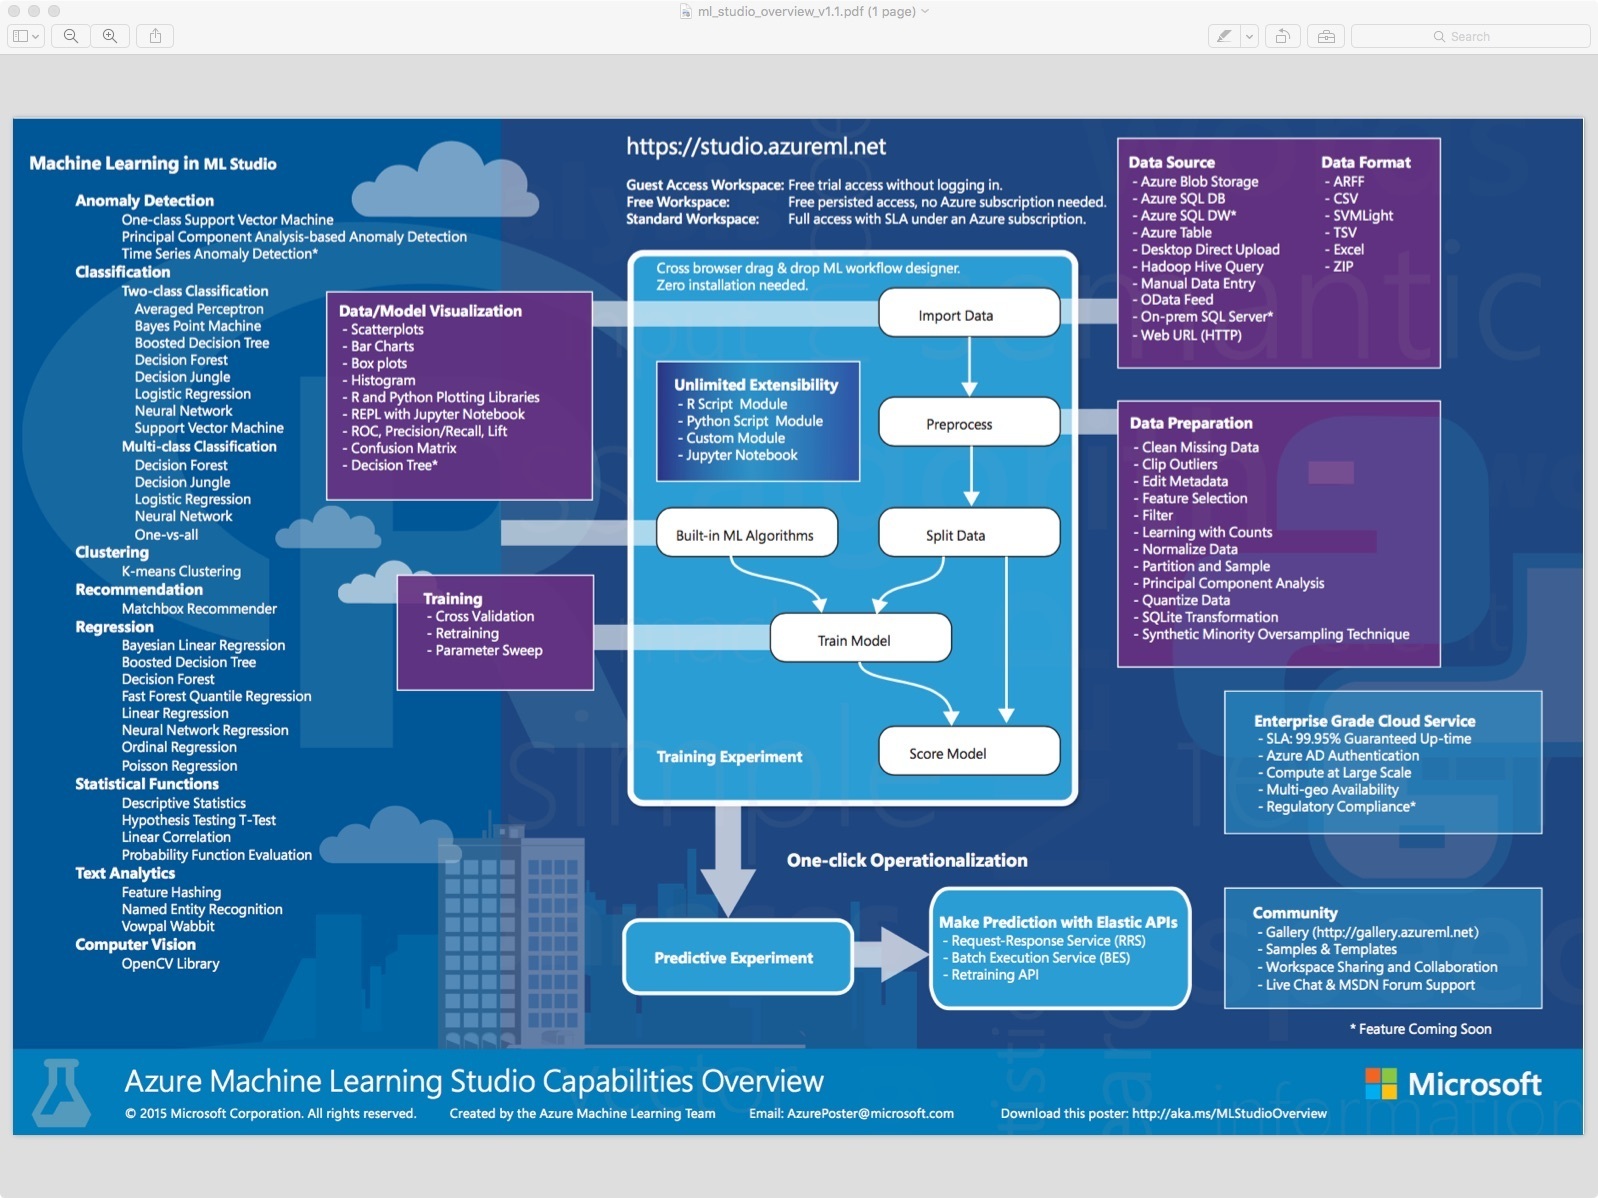 ml_studio_overview_v1.1.pdf (1 page)
Search
Machine Learning in ML Studio
Anomaly Detection
One-class Support Vector Machine
Principal Component Analysis-based Anomaly Detection
Time Series Anomaly Detection*
Classification
Two-class Classification
Averaged Perceptron
Bayes Point Machine
Boosted Decision Tree
Decision Forest
Decision Jungle
Logistic Regression
Neural Network
Support Vector Machine
Multi-class Classification
Decision Forest
Decision Jungle
Logistic Regression
Neural Network
One-vs-all
Clustering
K-means Clustering
Recommendation
Matchbox Recommender
Regression
Bayesian Linear Regression
Boosted Decision Tree
Decision Forest
Fast Forest Quantile Regression
Linear Regression
Neural Network Regression
Ordinal Regression
Poisson Regression
Statistical Functions
Descriptive Statistics
Hypothesis Testing T-Test
Linear Correlation
Probability Function Evaluation
Text Analytics
Feature Hashing
Named Entity Recognition
Vowpal Wabbit
Computer Vision
OpenCV Library
Data/Model Visualization
- Scatterplots
- Bar Charts
- Box plots
- Histogram
- R and Python Plotting Libraries
- REPL with Jupyter Notebook
- ROC, Precision/Recall, Lift
- Confusion Matrix
- Decision Tree*
Training
- Cross Validation
- Retraining
- Parameter Sweep
https://studio.azureml.net
Guest Access Workspace: Free trial access without logging in.
Free Workspace: Free persisted access, no Azure subscription needed.
Standard Workspace: Full access with SLA under an Azure subscription.
Cross browser drag & drop ML workflow designer.
Zero installation needed.
Import Data
Unlimited Extensibility
- R Script Module
- Python Script Module
- Custom Module
- Jupyter Notebook
Preprocess
Built-in ML Algorithms
Split Data
Train Model
Training Experiment
Score Model
One-click Operationalization
Predictive Experiment
Make Prediction with Elastic APIs
- Request-Response Service (RRS)
- Batch Execution Service (BES)
- Retraining API
Data Source
- Azure Blob Storage
- Azure SQL DB
- Azure SQL DW*
- Azure Table
- Desktop Direct Upload
- Hadoop Hive Query
- Manual Data Entry
- OData Feed
- On-prem SQL Server*
- Web URL (HTTP)
Data Format
- ARFF
- CSV
- SVMLight
- TSV
- Excel
- ZIP
Data Preparation
- Clean Missing Data
- Clip Outliers
- Edit Metadata
- Feature Selection
- Filter
- Learning with Counts
- Normalize Data
- Partition and Sample
- Principal Component Analysis
- Quantize Data
- SQLite Transformation
- Synthetic Minority Oversampling Technique
Enterprise Grade Cloud Service
- SLA: 99.95% Guaranteed Up-time
- Azure AD Authentication
- Compute at Large Scale
- Multi-geo Availability
- Regulatory Compliance*
Community
- Gallery (http://gallery.azureml.net)
- Samples & Templates
- Workspace Sharing and Collaboration
- Live Chat & MSDN Forum Support
* Feature Coming Soon
Azure Machine Learning Studio Capabilities Overview
© 2015 Microsoft Corporation. All rights reserved. Created by the Azure Machine Learning Team Email: AzurePoster@microsoft.com Download this poster: http://aka.ms/MLStudioOverview
Microsoft